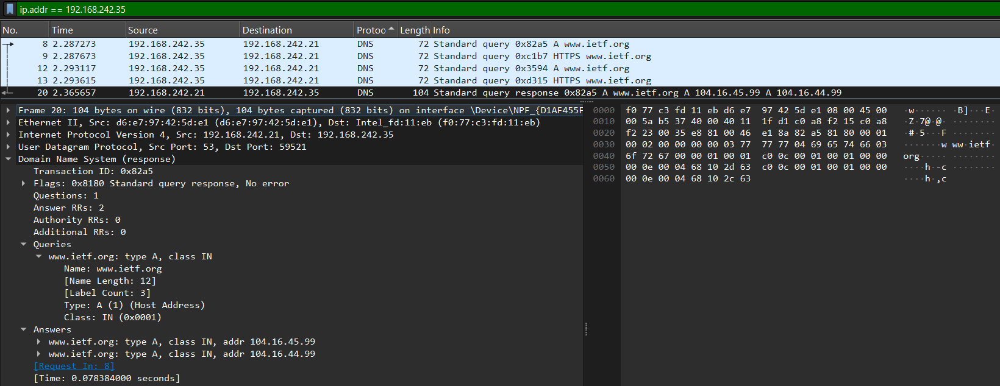 ip.addr == 192.168.242.35
No. Time Source Destination Protoc Length Info
8 2.287273 192.168.242.35 192.168.242.21 DNS 72 Standard query 0x82a5 A www.ietf.org
9 2.287673 192.168.242.35 192.168.242.21 DNS 72 Standard query 0xc1b7 HTTPS www.ietf.org
12 2.293117 192.168.242.35 192.168.242.21 DNS 72 Standard query 0x3594 A www.ietf.org
13 2.293615 192.168.242.35 192.168.242.21 DNS 72 Standard query 0xd315 HTTPS www.ietf.org
20 2.365657 192.168.242.21 192.168.242.35 DNS 104 Standard query response 0x82a5 A www.ietf.org A 104.16.45.99 A 104.16.44.99
Frame 20: 104 bytes on wire (832 bits), 104 bytes captured (832 bits) on interface \Device\NPF_{D1AF455F
Ethernet II, Src: d6:e7:97:42:5d:e1 (d6:e7:97:42:5d:e1), Dst: Intel_fd:11:eb (f0:77:c3:fd:11:eb)
Internet Protocol Version 4, Src: 192.168.242.21, Dst: 192.168.242.35
User Datagram Protocol, Src Port: 53, Dst Port: 59521
Domain Name System (response)
Transaction ID: 0x82a5
Flags: 0x8180 Standard query response, No error
Questions: 1
Answer RRs: 2
Authority RRs: 0
Additional RRs: 0
Queries
www.ietf.org: type A, class IN
Name: www.ietf.org
[Name Length: 12]
[Label Count: 3]
Type: A (1) (Host Address)
Class: IN (0x0001)
Answers
www.ietf.org: type A, class IN, addr 104.16.45.99
www.ietf.org: type A, class IN, addr 104.16.44.99
[Request In: 8]
[Time: 0.078384000 seconds]
0000 f0 77 c3 fd 11 eb d6 e7 97 42 5d e1 08 00 45 00 ·w······ ·B]···E·
0010 00 5a b5 37 40 00 40 11 1f d1 c0 a8 f2 15 c0 a8 ·Z·7@·@· ········
0020 f2 23 00 35 e8 81 00 46 e1 8a 82 a5 81 80 00 01 ·#·5···F ········
0030 00 02 00 00 00 00 03 77 77 77 04 69 65 74 66 03 ·······w ww·ietf·
0040 6f 72 67 00 00 01 00 01 c0 0c 00 01 00 01 00 00 org····· ········
0050 00 0e 00 04 68 10 2d 63 c0 0c 00 01 00 01 00 00 ····h·-c ········
0060 00 0e 00 04 68 10 2c 63 ····h·,c